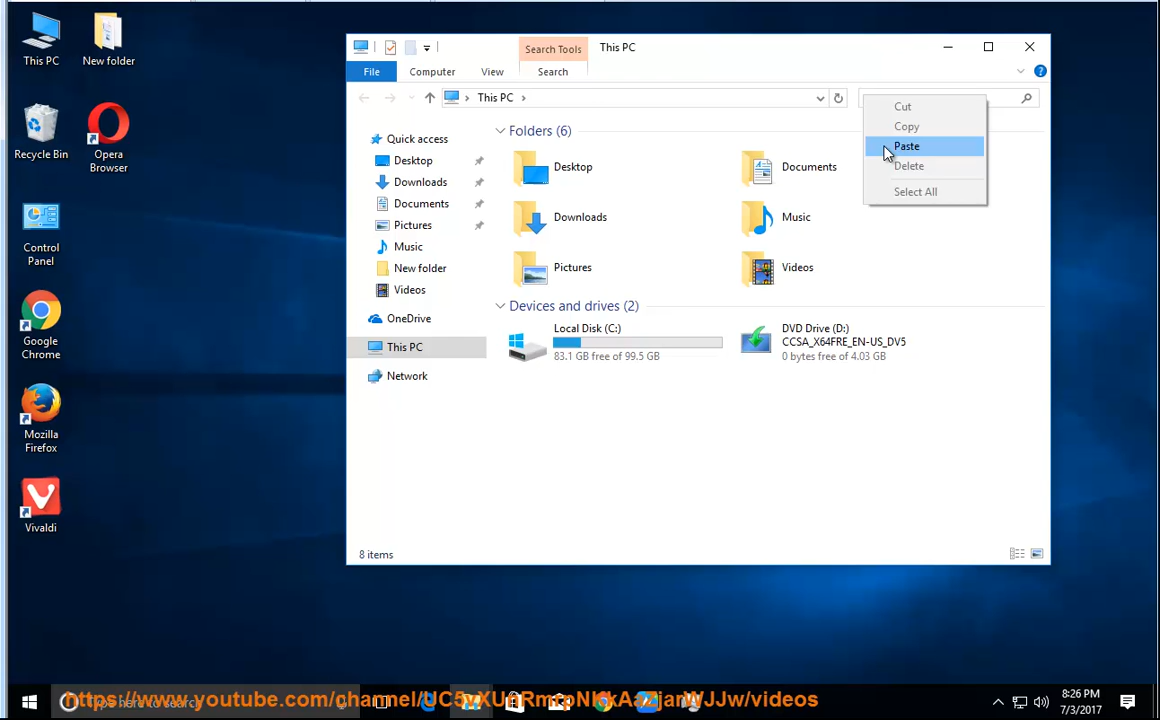 This PC
New folder
Recycle Bin
Opera
Browser
Control
Panel
Google
Chrome
Mozilla
Firefox
Vivaldi
Search Tools
This PC
File
Computer
View
Search
This PC
Cut
Copy
Paste
Delete
Select All
Quick access
Desktop
Downloads
Documents
Pictures
Music
New folder
Videos
OneDrive
This PC
Network
Folders (6)
Desktop
Documents
Downloads
Music
Pictures
Videos
Devices and drives (2)
Local Disk (C:)
83.1 GB free of 99.5 GB
DVD Drive (D:)
CCSA_X64FRE_EN-US_DV5
0 bytes free of 4.03 GB
8 items
Type here to search
8:26 PM
7/3/2017